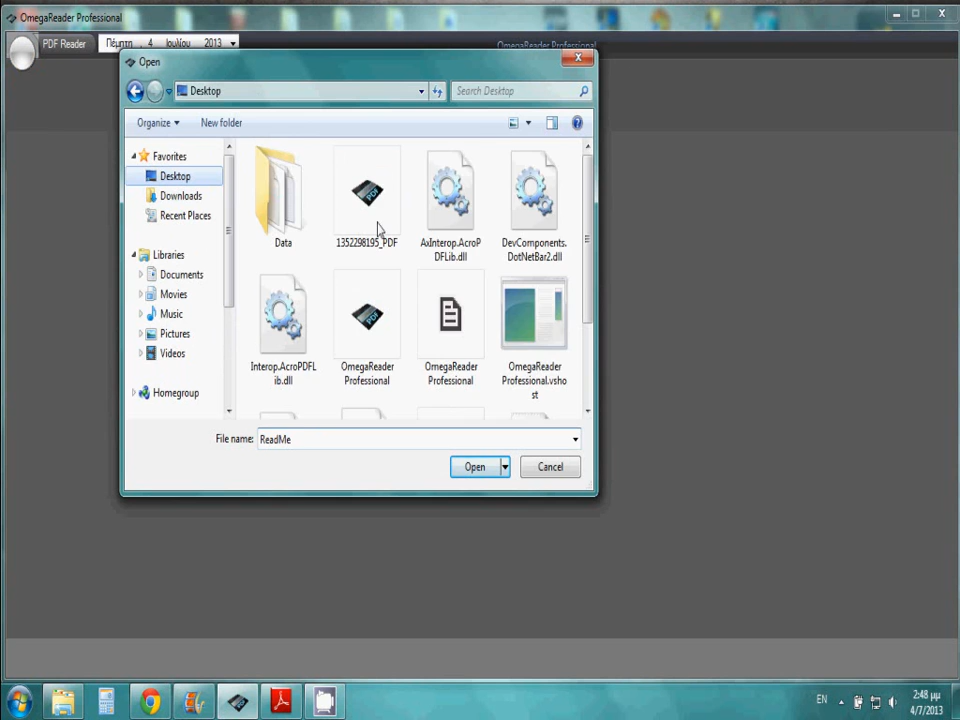 OmegaReader Professional
PDF Reader
Πέμπτη 4 Ιουλίου 2013
OmegaReader Professional
Open
Desktop
Search Desktop
Organize
New folder
Favorites
Desktop
Downloads
Recent Places
Libraries
Documents
Movies
Music
Pictures
Videos
Homegroup
Data
1352298195_PDF
AxInterop.AcroP
DFLib.dll
DevComponents.
DotNetBar2.dll
Interop.AcroPDFL
ib.dll
OmegaReader
Professional
OmegaReader
Professional
OmegaReader
Professional.vsho
st
File name:
ReadMe
Open
Cancel
EN
2:48 μμ
4/7/2013